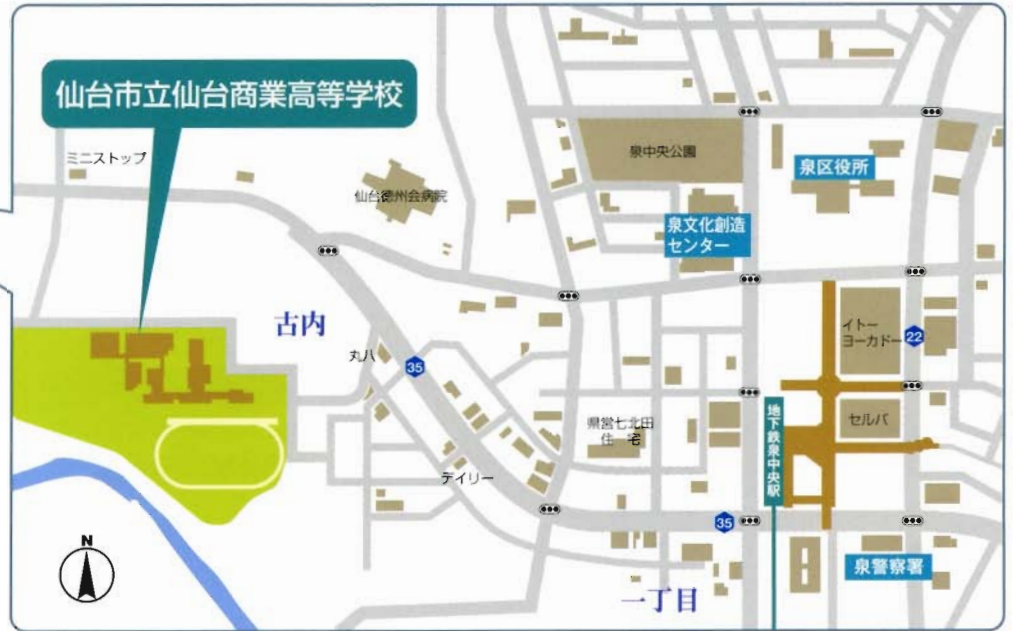 仙台市立仙台商業高等学校
ミニストップ
仙台徳州会病院
泉中央公園
泉区役所
泉文化創造
センター
古内
丸八
35
イトー
ヨーカドー
22
県営七北田
住　宅
地下鉄泉中央駅
セルバ
デイリー
35
泉警察署
一丁目
N